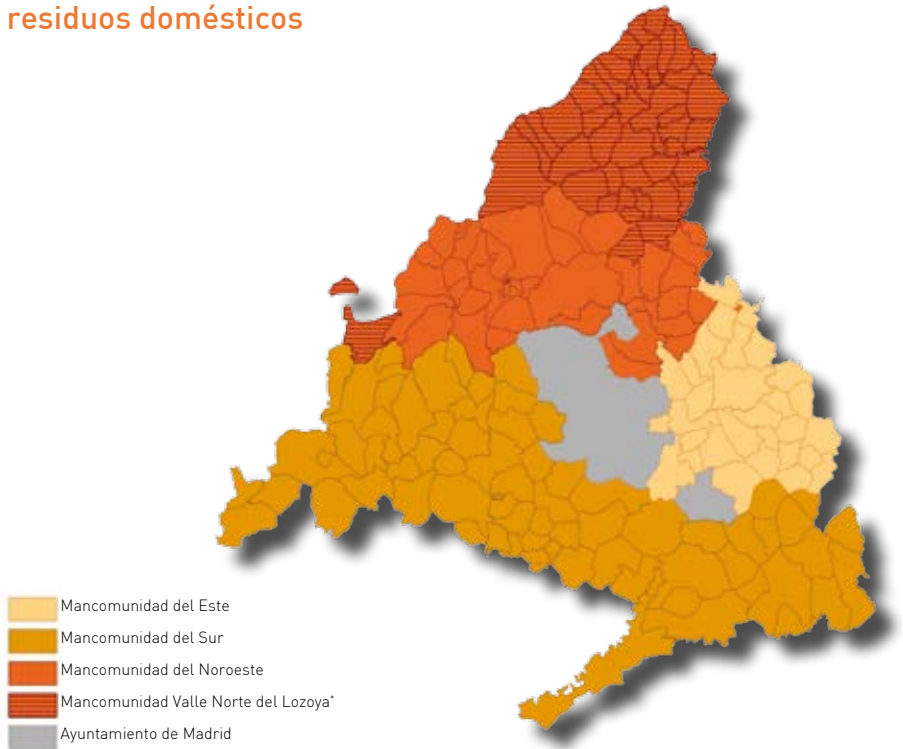 residuos domésticos
Mancomunidad del Este
Mancomunidad del Sur
Mancomunidad del Noroeste
Mancomunidad Valle Norte del Lozoya*
Ayuntamiento de Madrid